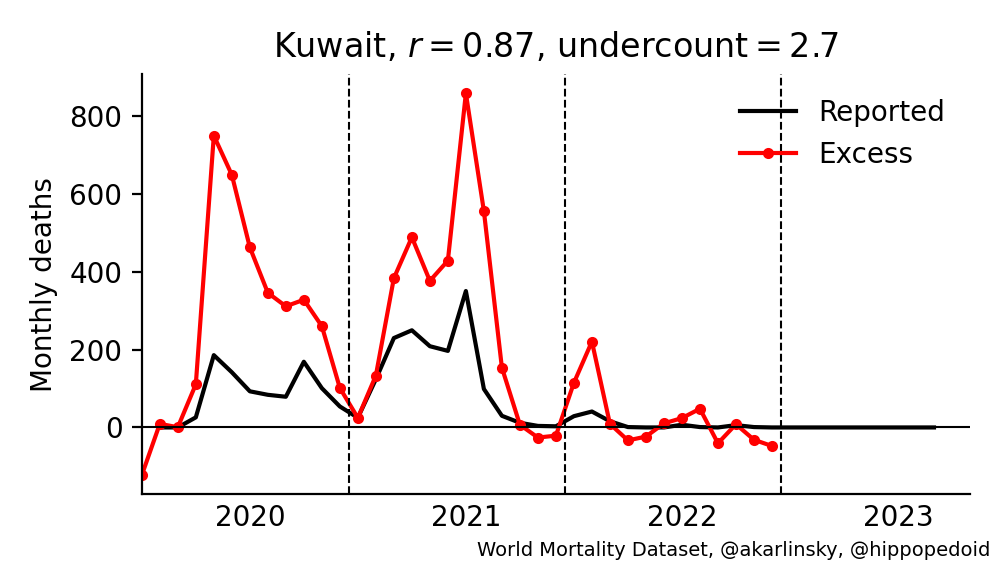 Kuwait, r = 0.87, undercount = 2.7
Monthly deaths
800
600
400
200
0
Reported
Excess
2020 2021 2022 2023
World Mortality Dataset, @akarlinsky, @hippopedoid